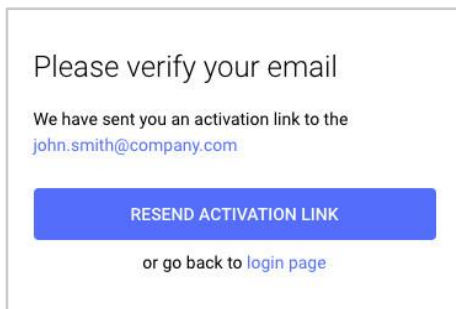 Please verify your email
We have sent you an activation link to the
john.smith@company.com
RESEND ACTIVATION LINK
or go back to login page